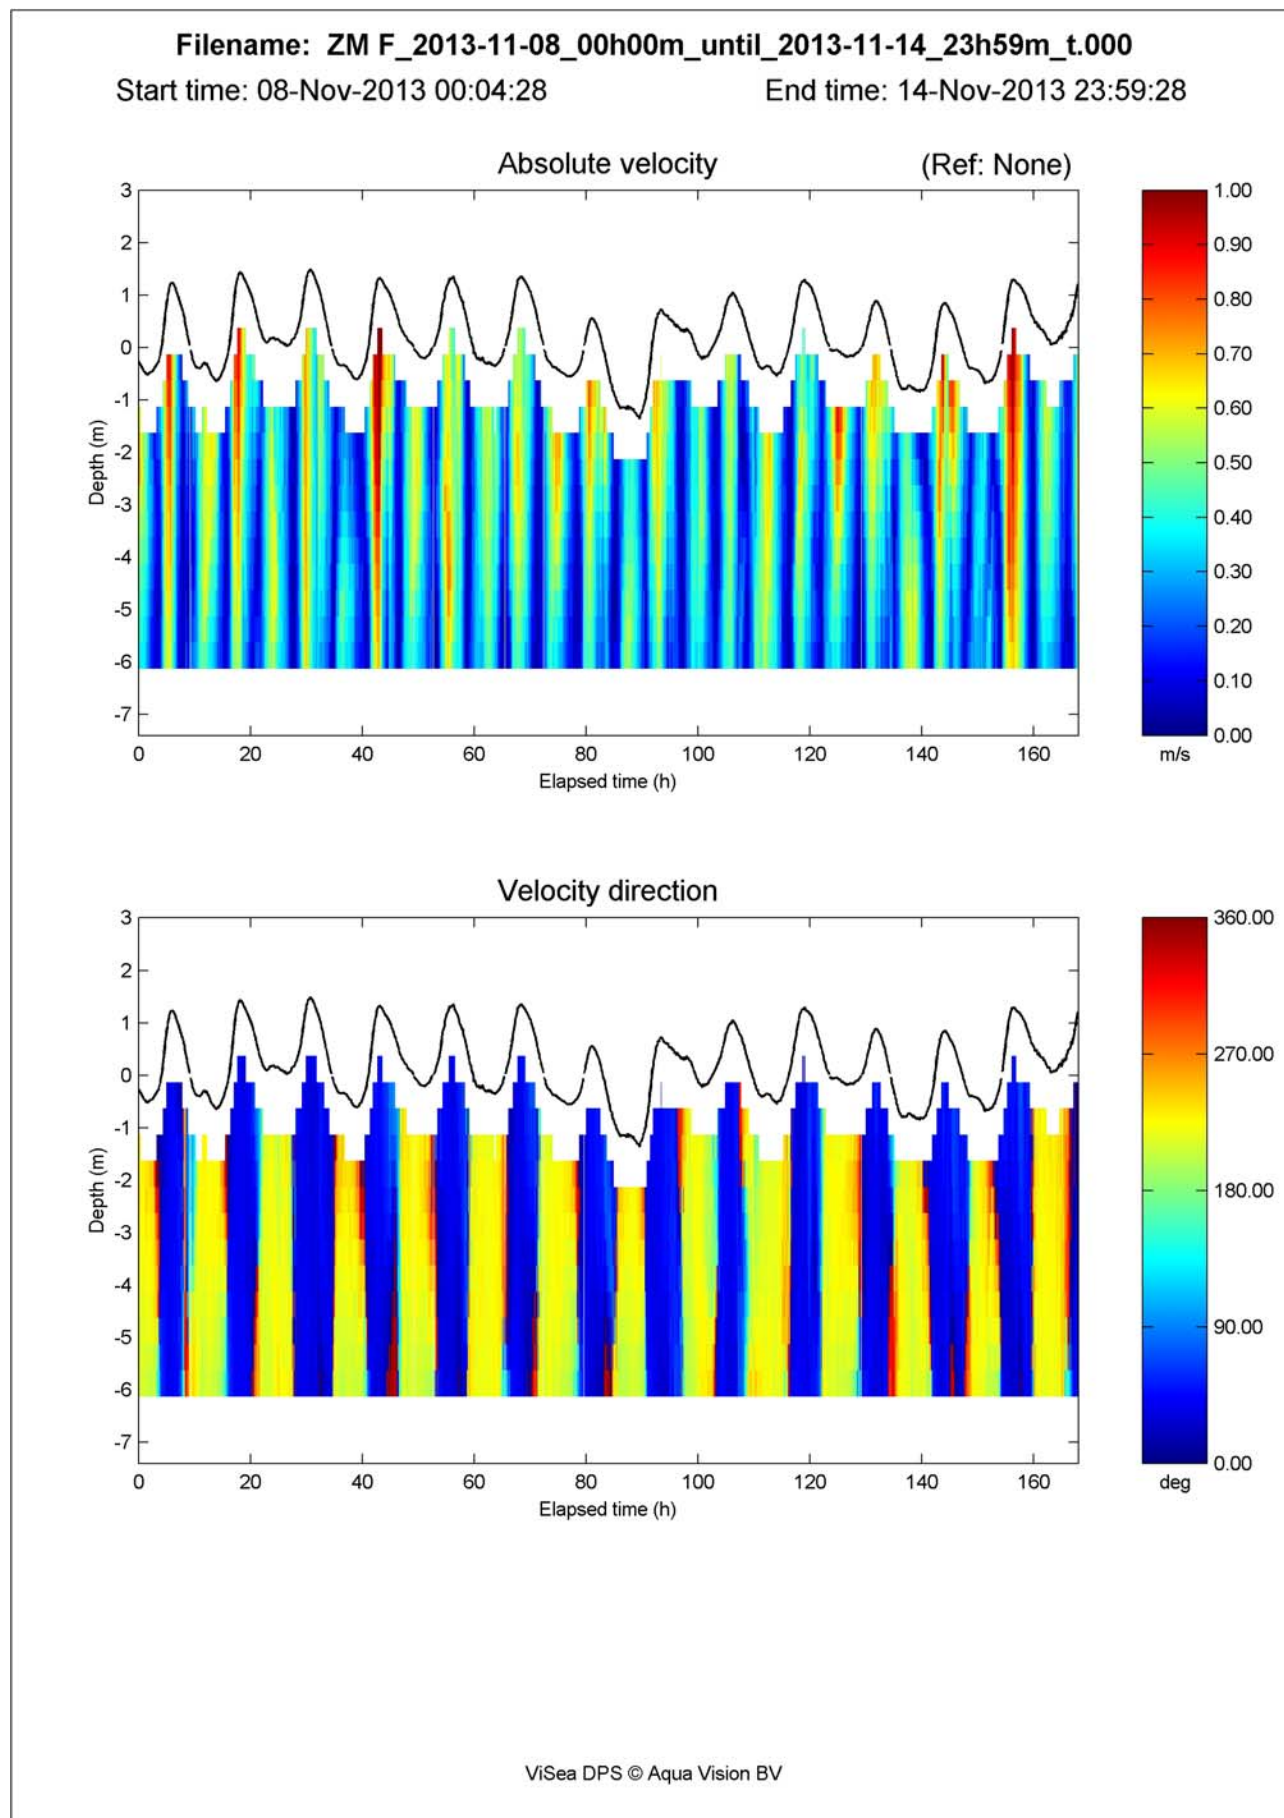 Filename: ZM F_2013-11-08_00h00m_until_2013-11-14_23h59m_t.000
Start time: 08-Nov-2013 00:04:28 End time: 14-Nov-2013 23:59:28
Absolute velocity (Ref: None)
3
2
1
0
-1
-2
-3
-4
-5
-6
-7
Depth (m)
0 20 40 60 80 100 120 140 160
Elapsed time (h)
1.00
0.90
0.80
0.70
0.60
0.50
0.40
0.30
0.20
0.10
0.00
m/s
Velocity direction
3
2
1
0
-1
-2
-3
-4
-5
-6
-7
Depth (m)
0 20 40 60 80 100 120 140 160
Elapsed time (h)
360.00
270.00
180.00
90.00
0.00
deg
ViSea DPS © Aqua Vision BV